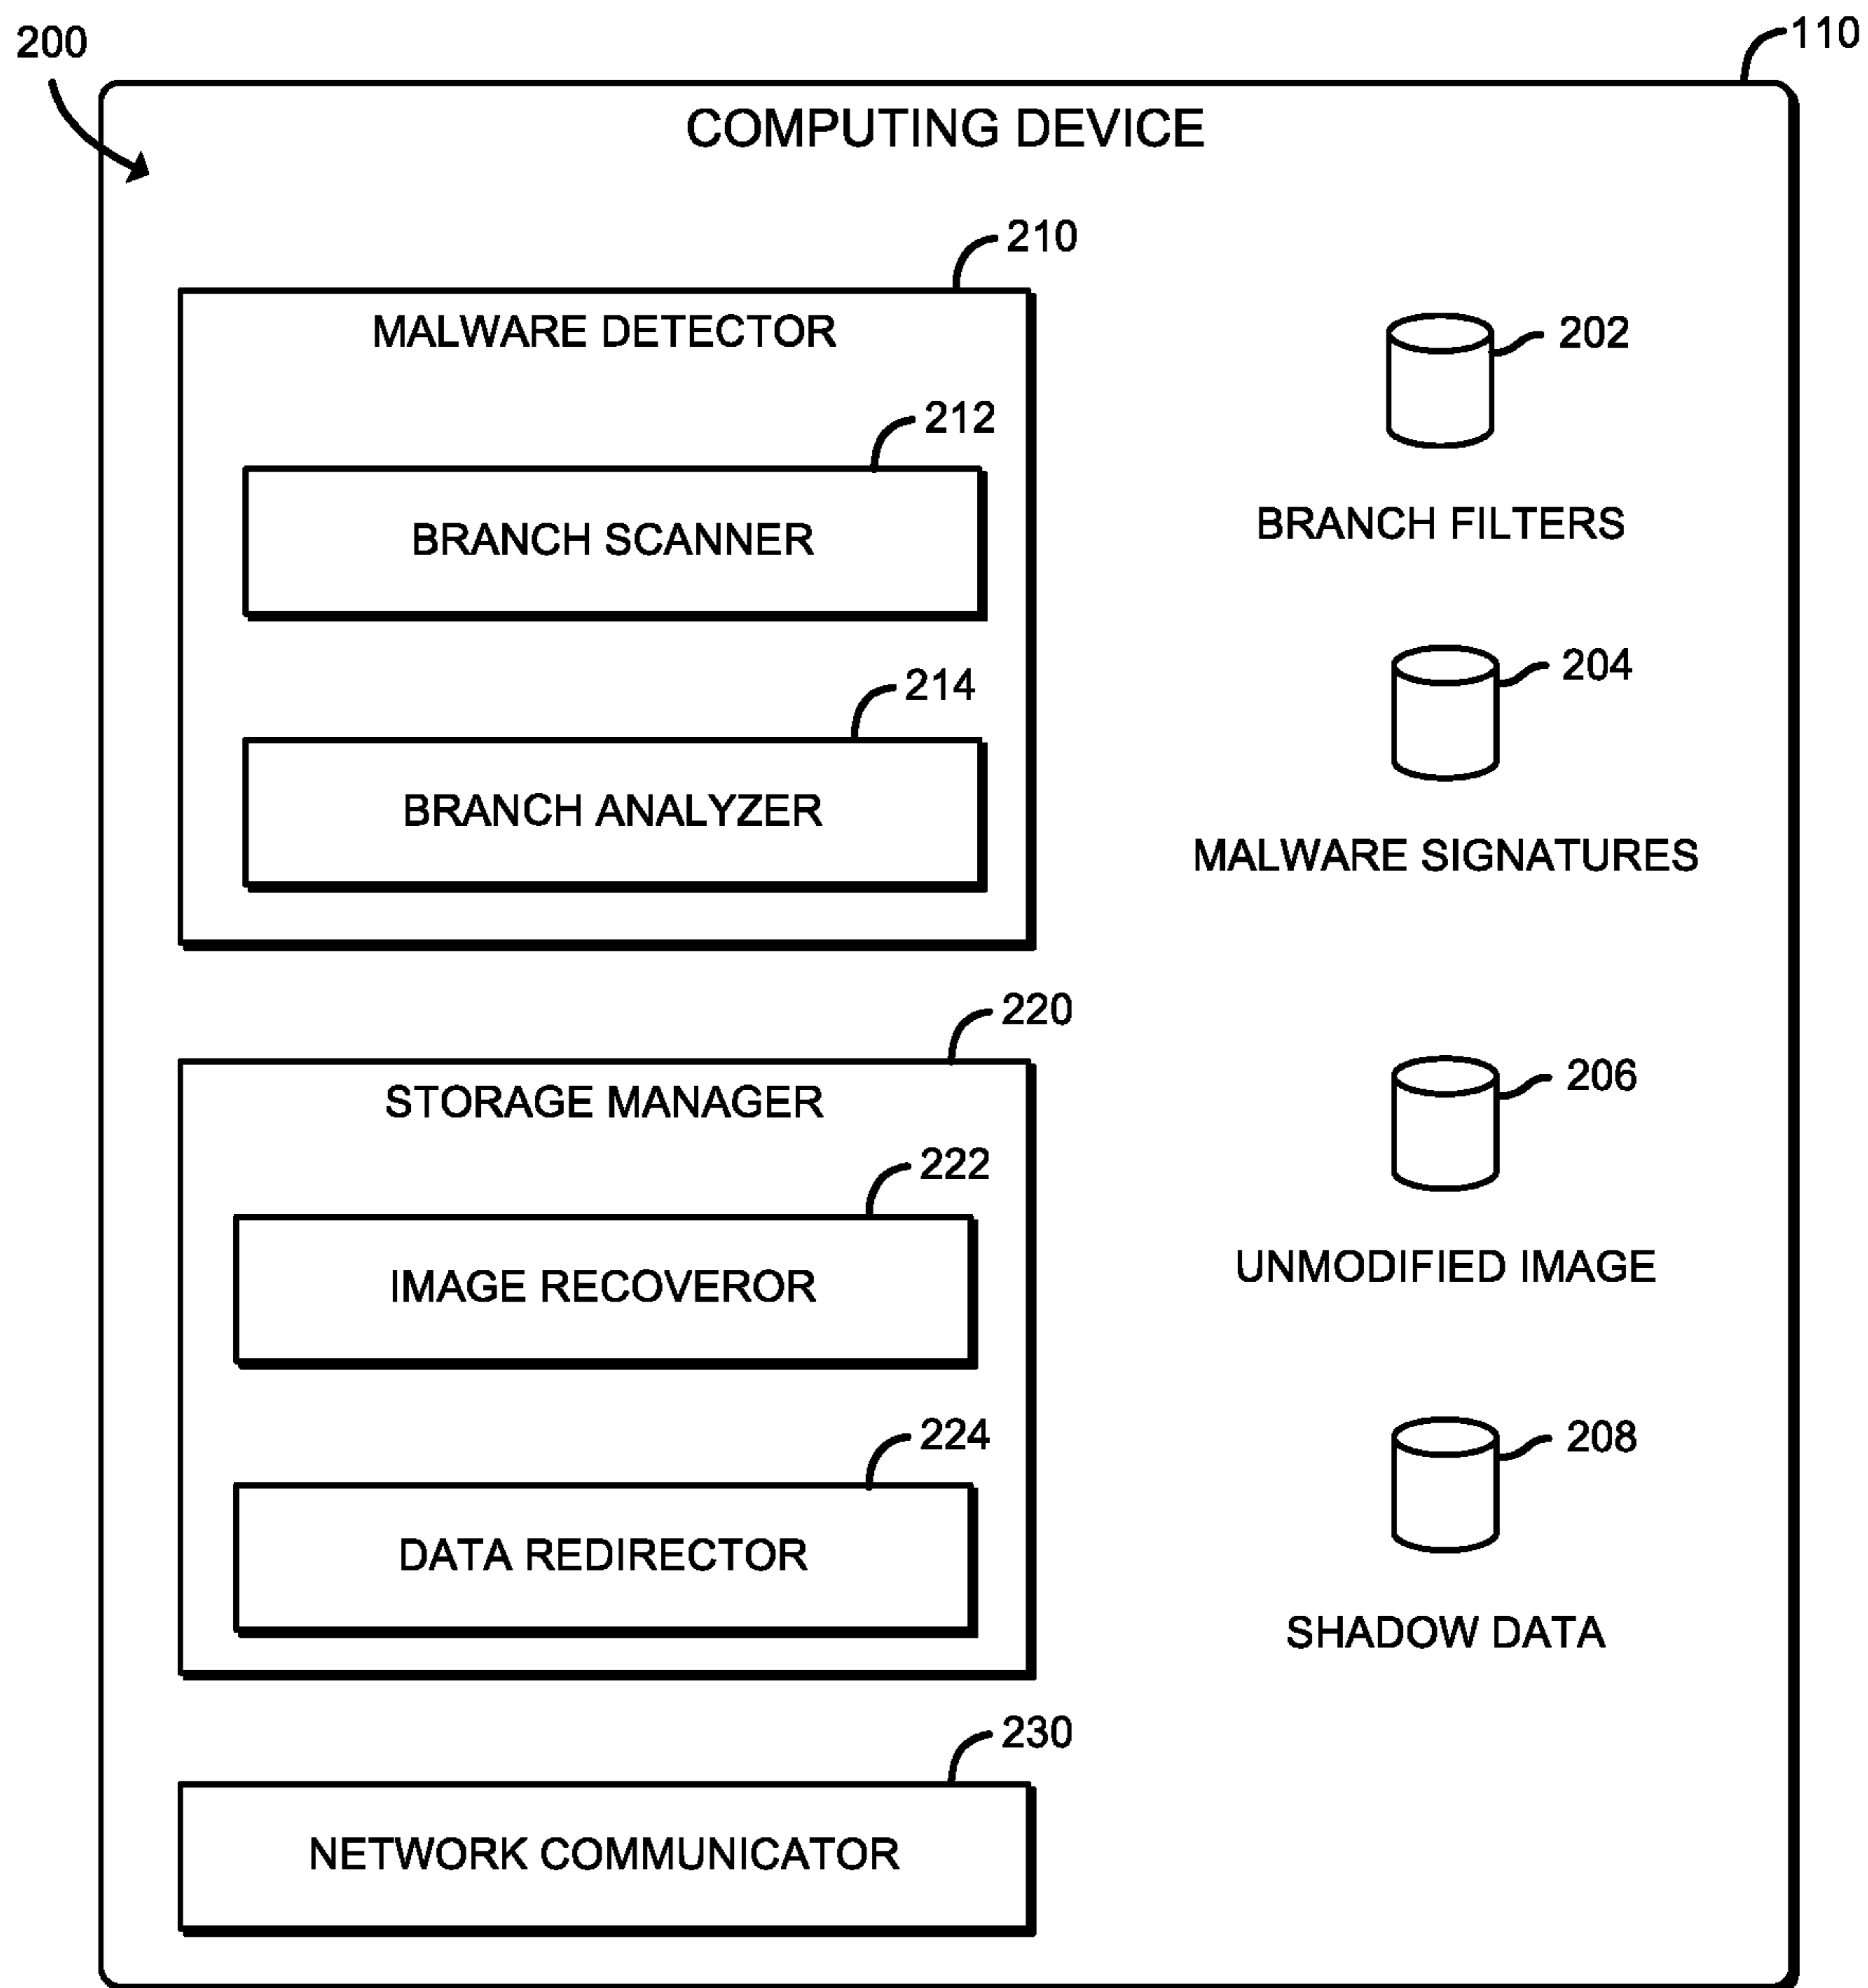 200
110
COMPUTING DEVICE
210
MALWARE DETECTOR
212
BRANCH SCANNER
214
BRANCH ANALYZER
202
BRANCH FILTERS
204
MALWARE SIGNATURES
220
STORAGE MANAGER
222
IMAGE RECOVEROR
224
DATA REDIRECTOR
206
UNMODIFIED IMAGE
208
SHADOW DATA
230
NETWORK COMMUNICATOR